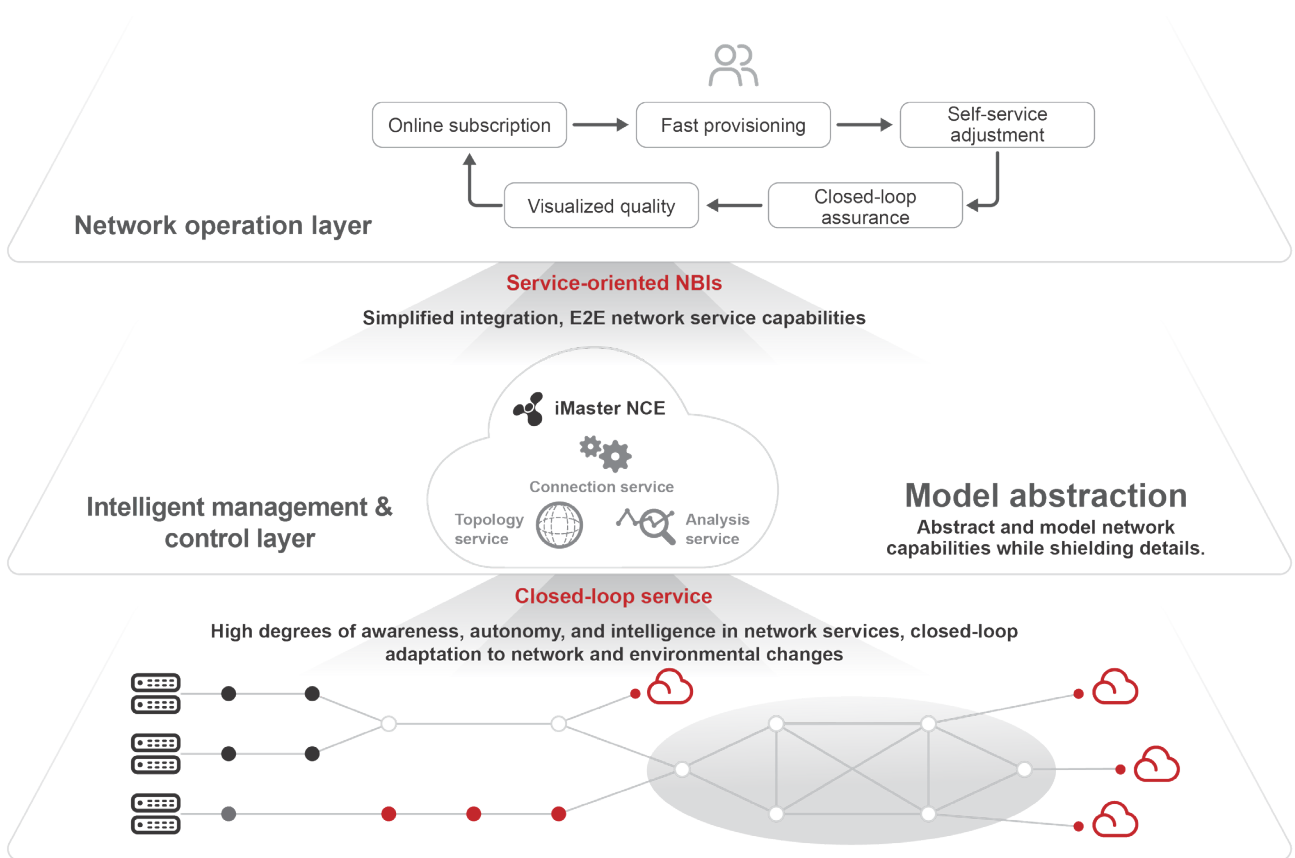 Online subscription
Fast provisioning
Self-service
adjustment
Visualized quality
Closed-loop
assurance
Network operation layer
Service-oriented NBIs
Simplified integration, E2E network service capabilities
iMaster NCE
Connection service
Topology
service
Analysis
service
Intelligent management &
control layer
Model abstraction
Abstract and model network
capabilities while shielding details.
Closed-loop service
High degrees of awareness, autonomy, and intelligence in network services, closed-loop
adaptation to network and environmental changes